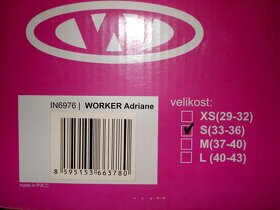 IN6976 | WORKER Adriane
velikost:
XS(29-32)
S(33-36)
M(37-40)
L (40-43)
8 595153 663780
made in P.R.C.